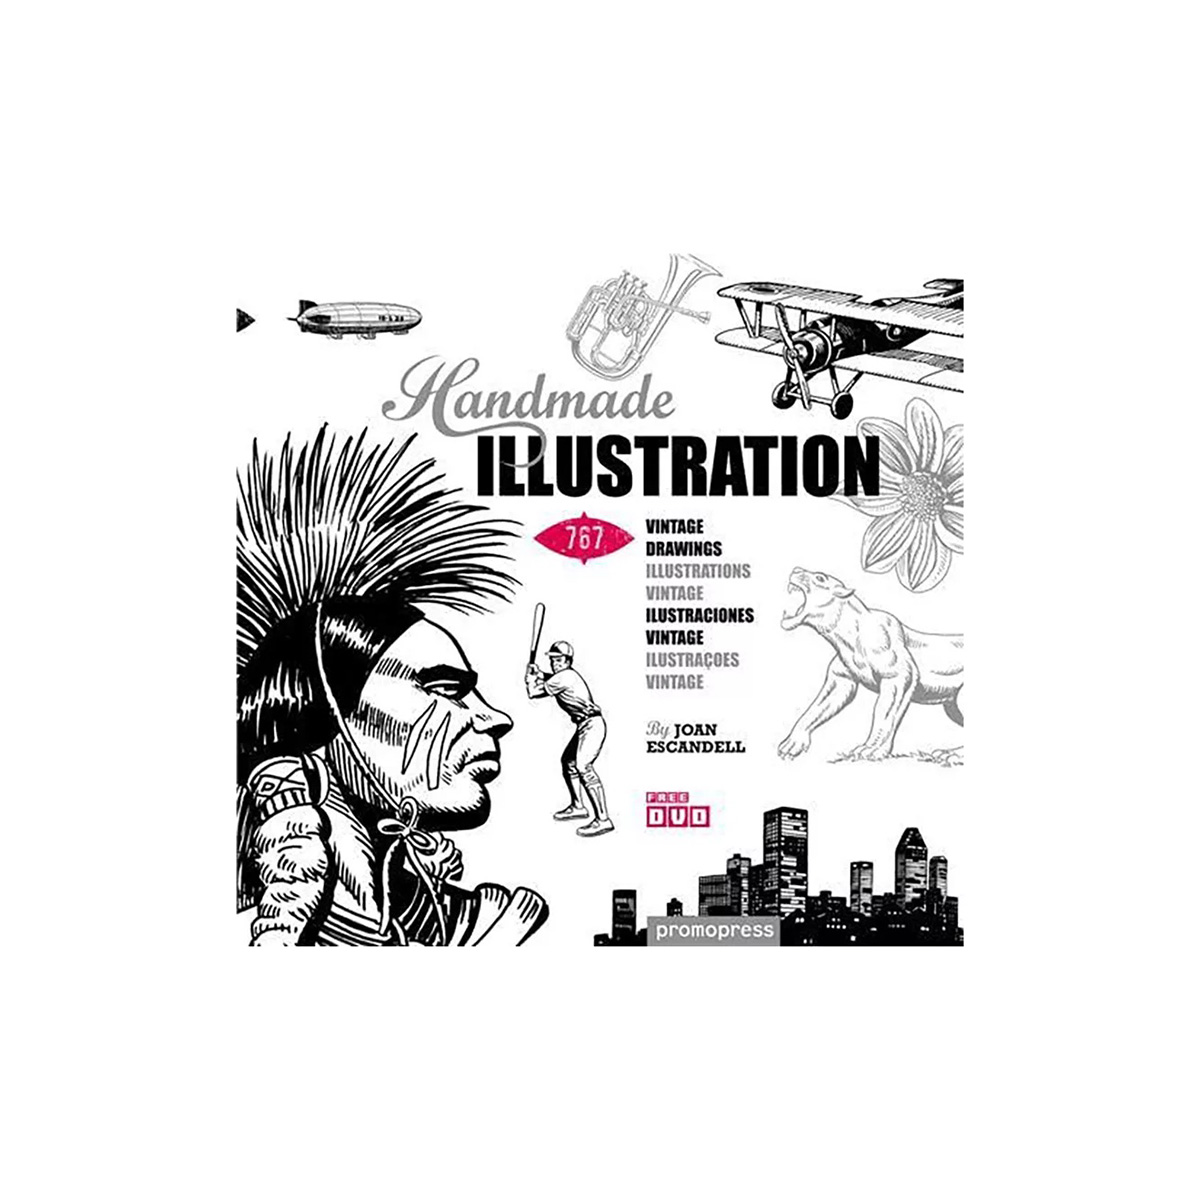 Handmade
ILLUSTRATION
767
VINTAGE
DRAWINGS
ILLUSTRATIONS
VINTAGE
ILUSTRACIONES
VINTAGE
ILUSTRAÇOES
VINTAGE
By JOAN
ESCANDELL
FREE
DVD
promopress